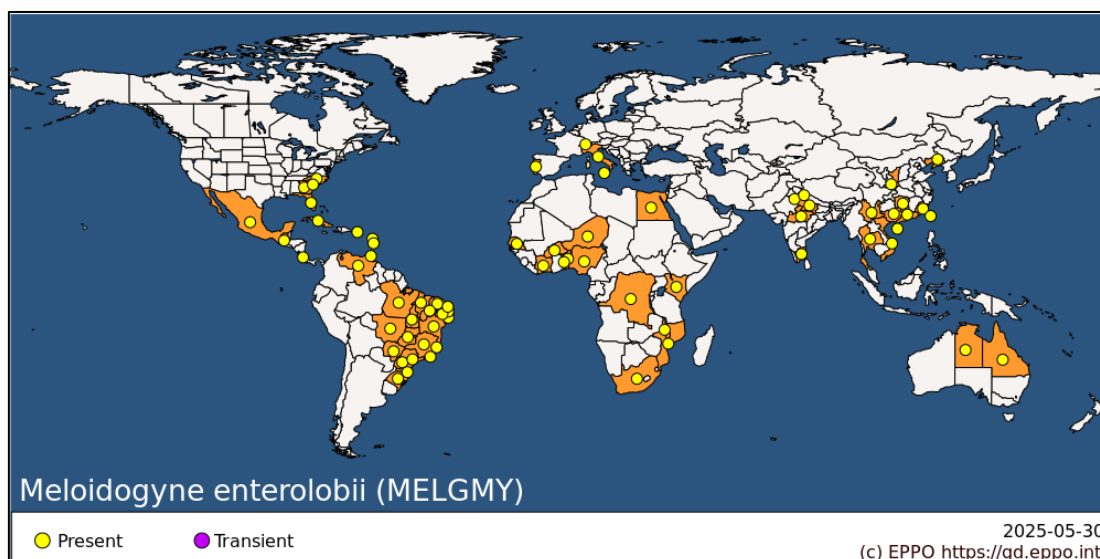 Meloidogyne enterolobii (MELGMY)
Present
Transient
2025-05-30
(c) EPPO https://gd.eppo.int